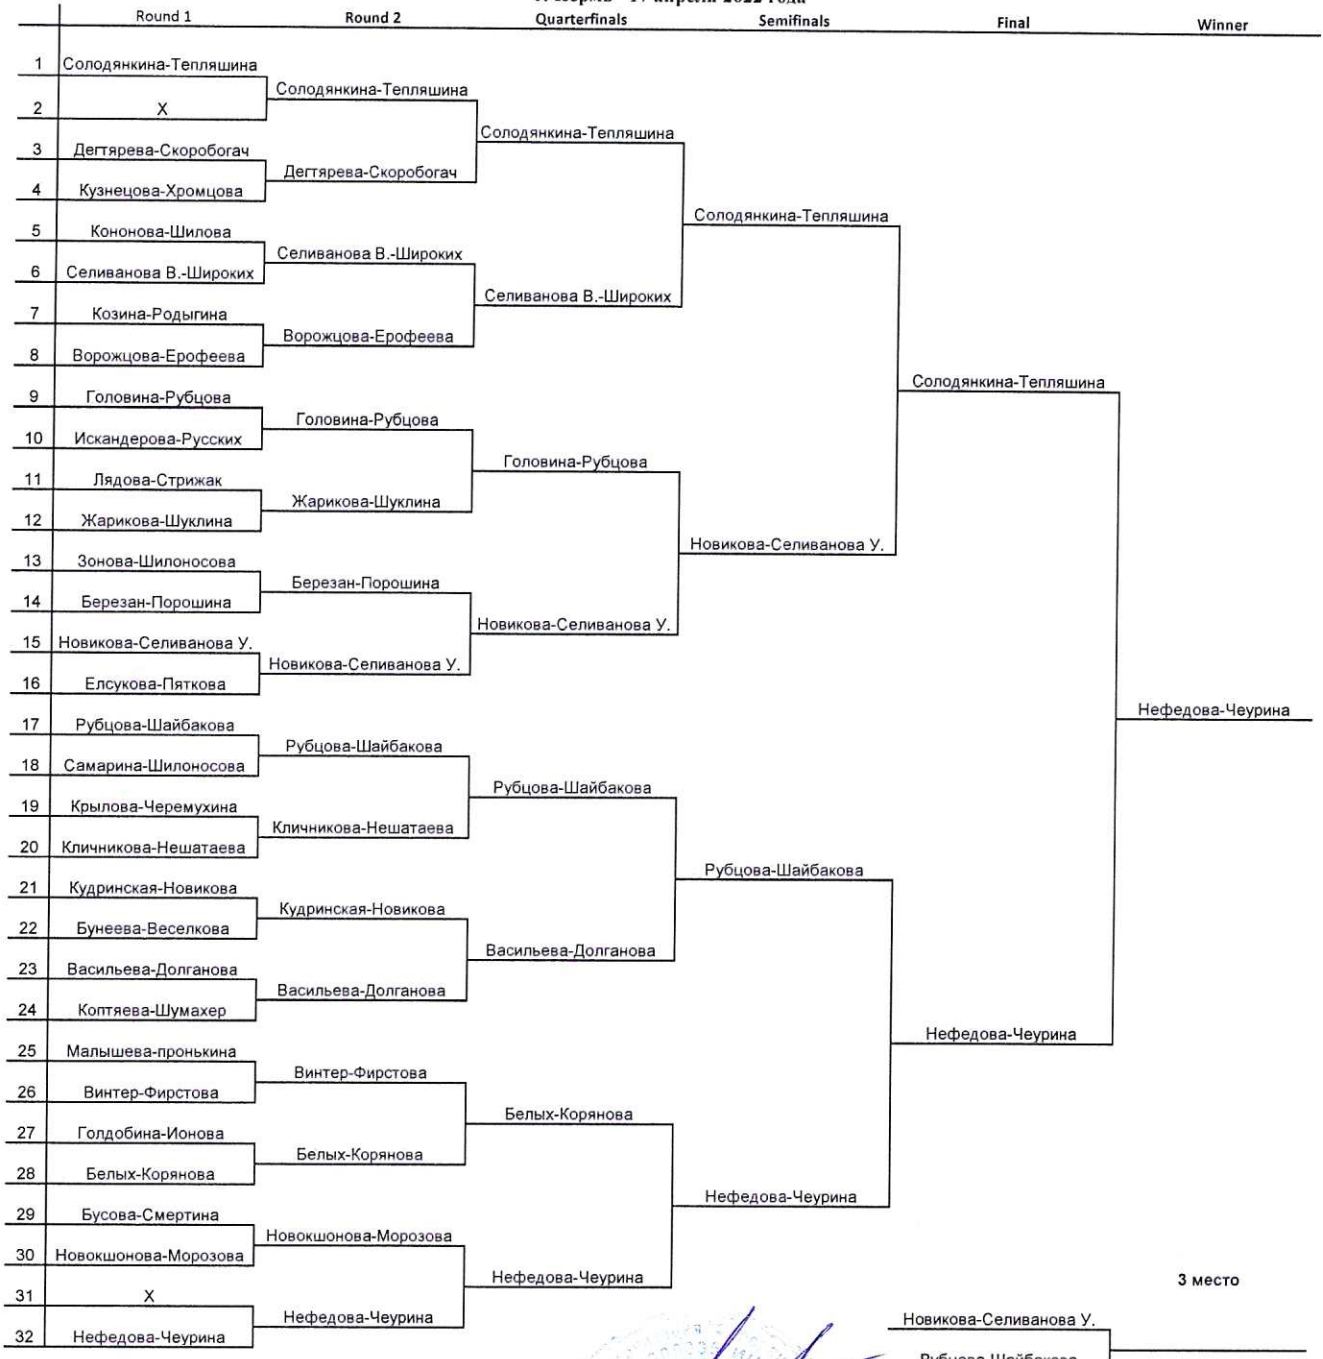 Round 1 Round 2 Quarterfinals Semifinals Final Winner
1 Солодянкина-Тепляшина
Солодянкина-Тепляшина
2 X
Солодянкина-Тепляшина
3 Дегтярева-Скоробогач
Дегтярева-Скоробогач
4 Кузнецова-Хромцова
Солодянкина-Тепляшина
5 Кононова-Шилова
Селиванова В.-Широких
6 Селиванова В.-Широких
Селиванова В.-Широких
7 Козина-Родыгина
Ворожцова-Ерофеева
8 Ворожцова-Ерофеева
Солодянкина-Тепляшина
9 Головина-Рубцова
Головина-Рубцова
10 Искандерова-Русских
Головина-Рубцова
11 Лядова-Стрижак
Жарикова-Шуклина
12 Жарикова-Шуклина
Новикова-Селиванова У.
13 Зонова-Шилоносова
Березан-Порошина
14 Березан-Порошина
Новикова-Селиванова У.
15 Новикова-Селиванова У.
Новикова-Селиванова У.
16 Елсукова-Пяткова
Нефедова-Чеурина
17 Рубцова-Шайбакова
Рубцова-Шайбакова
18 Самарина-Шилоносова
Рубцова-Шайбакова
19 Крылова-Черемухина
Кличникова-Нешатаева
20 Кличникова-Нешатаева
Рубцова-Шайбакова
21 Кудринская-Новикова
Кудринская-Новикова
22 Бунеева-Веселкова
Васильева-Долганова
23 Васильева-Долганова
Васильева-Долганова
24 Коптяева-Шумахер
Нефедова-Чеурина
25 Малышева-пронькина
Винтер-Фирстова
26 Винтер-Фирстова
Белых-Корянова
27 Голдобина-Ионова
Белых-Корянова
28 Белых-Корянова
Нефедова-Чеурина
29 Бусова-Смертина
Новокшонова-Морозова
30 Новокшонова-Морозова
Нефедова-Чеурина
3 место
31 X
Нефедова-Чеурина
Новикова-Селиванова У.
32 Нефедова-Чеурина